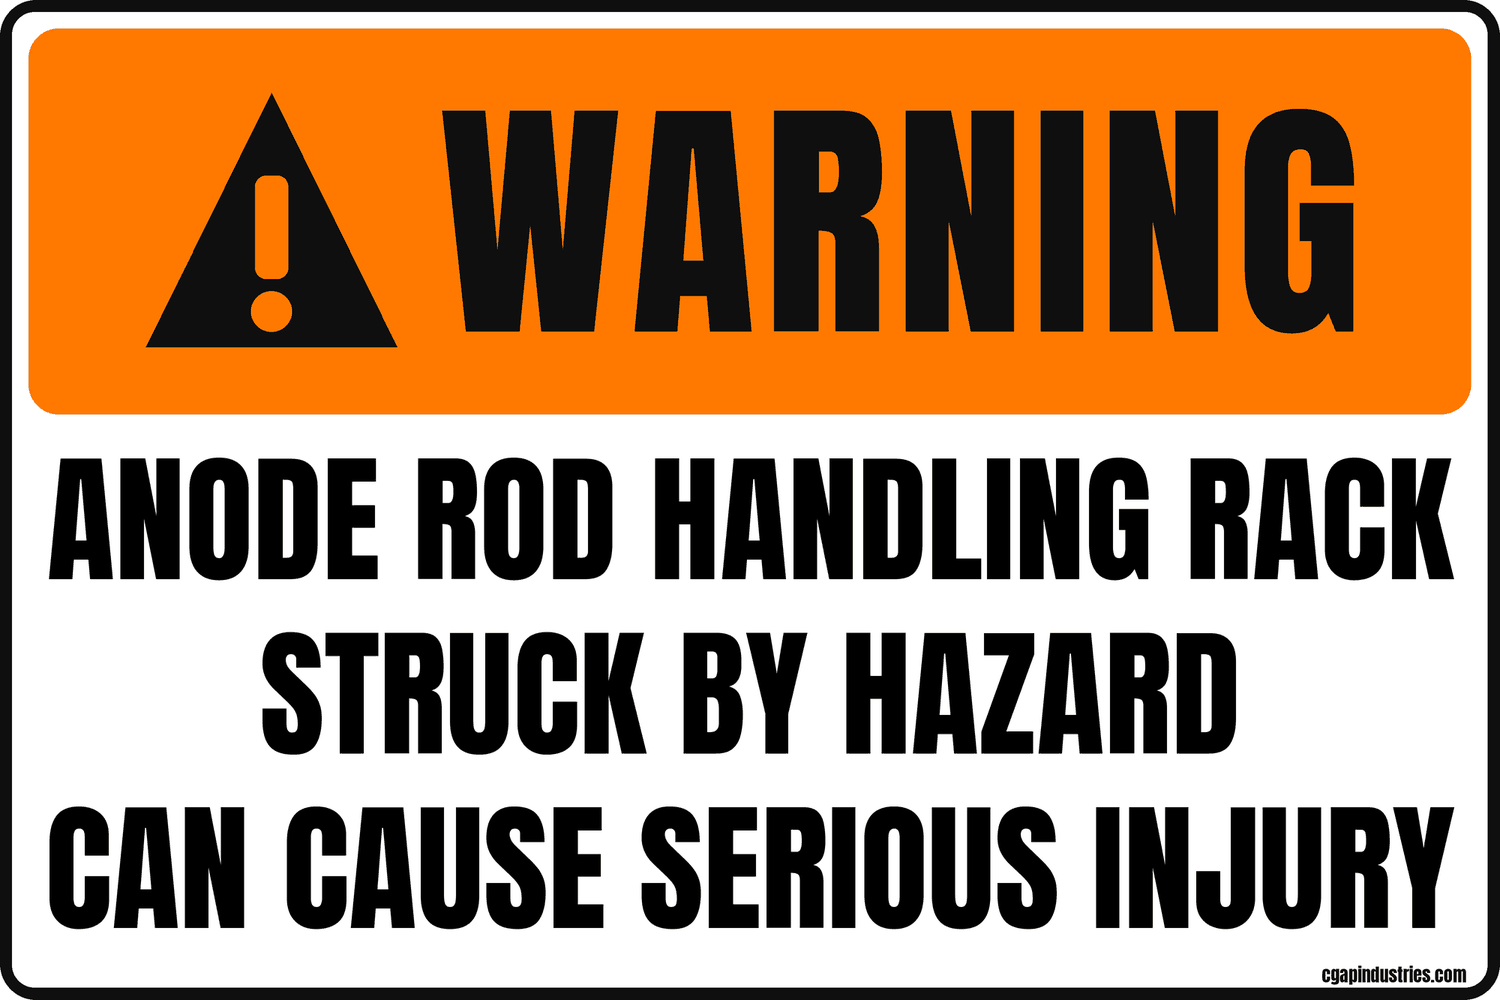 WARNING
ANODE ROD HANDLING RACK
STRUCK BY HAZARD
CAN CAUSE SERIOUS INJURY
cgapindustries.com